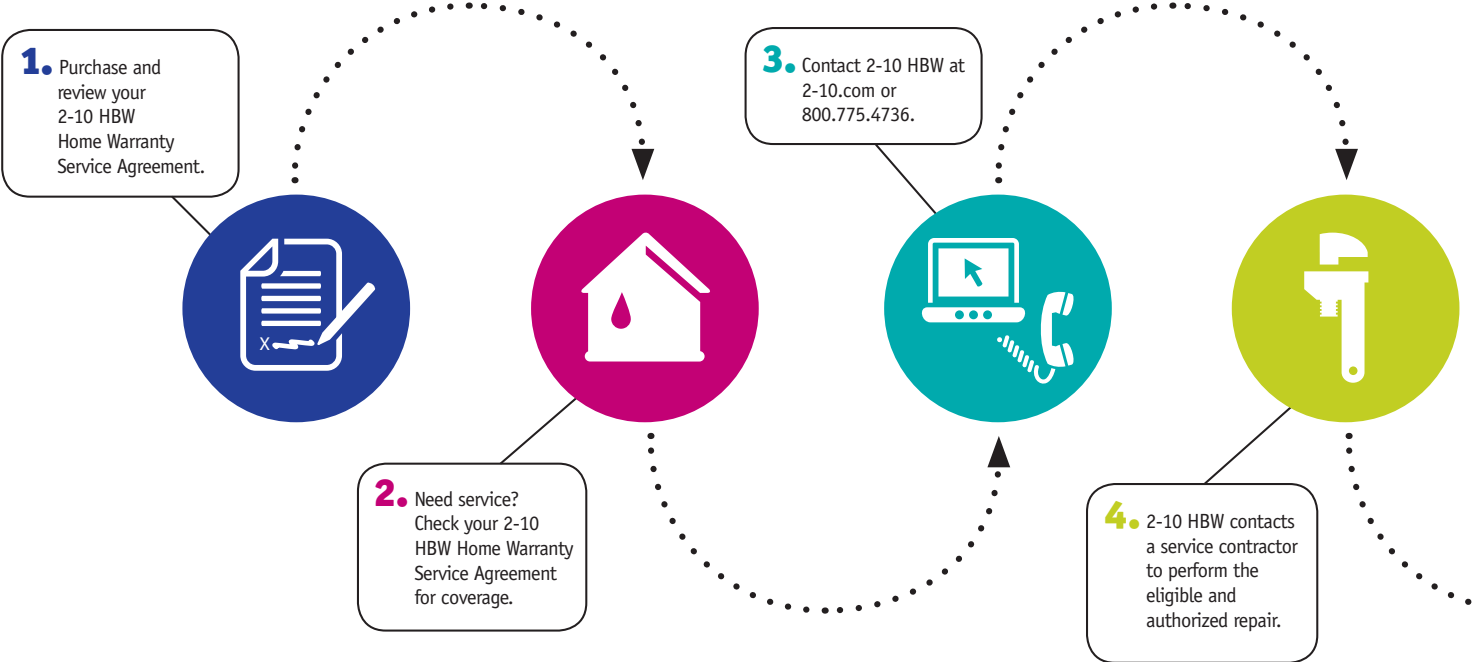 1. Purchase and
review your
2-10 HBW
Home Warranty
Service Agreement.
X
2. Need service?
Check your 2-10
HBW Home Warranty
Service Agreement
for coverage.
3. Contact 2-10 HBW at
2-10.com or
800.775.4736.
4. 2-10 HBW contacts
a service contractor
to perform the
eligible and
authorized repair.